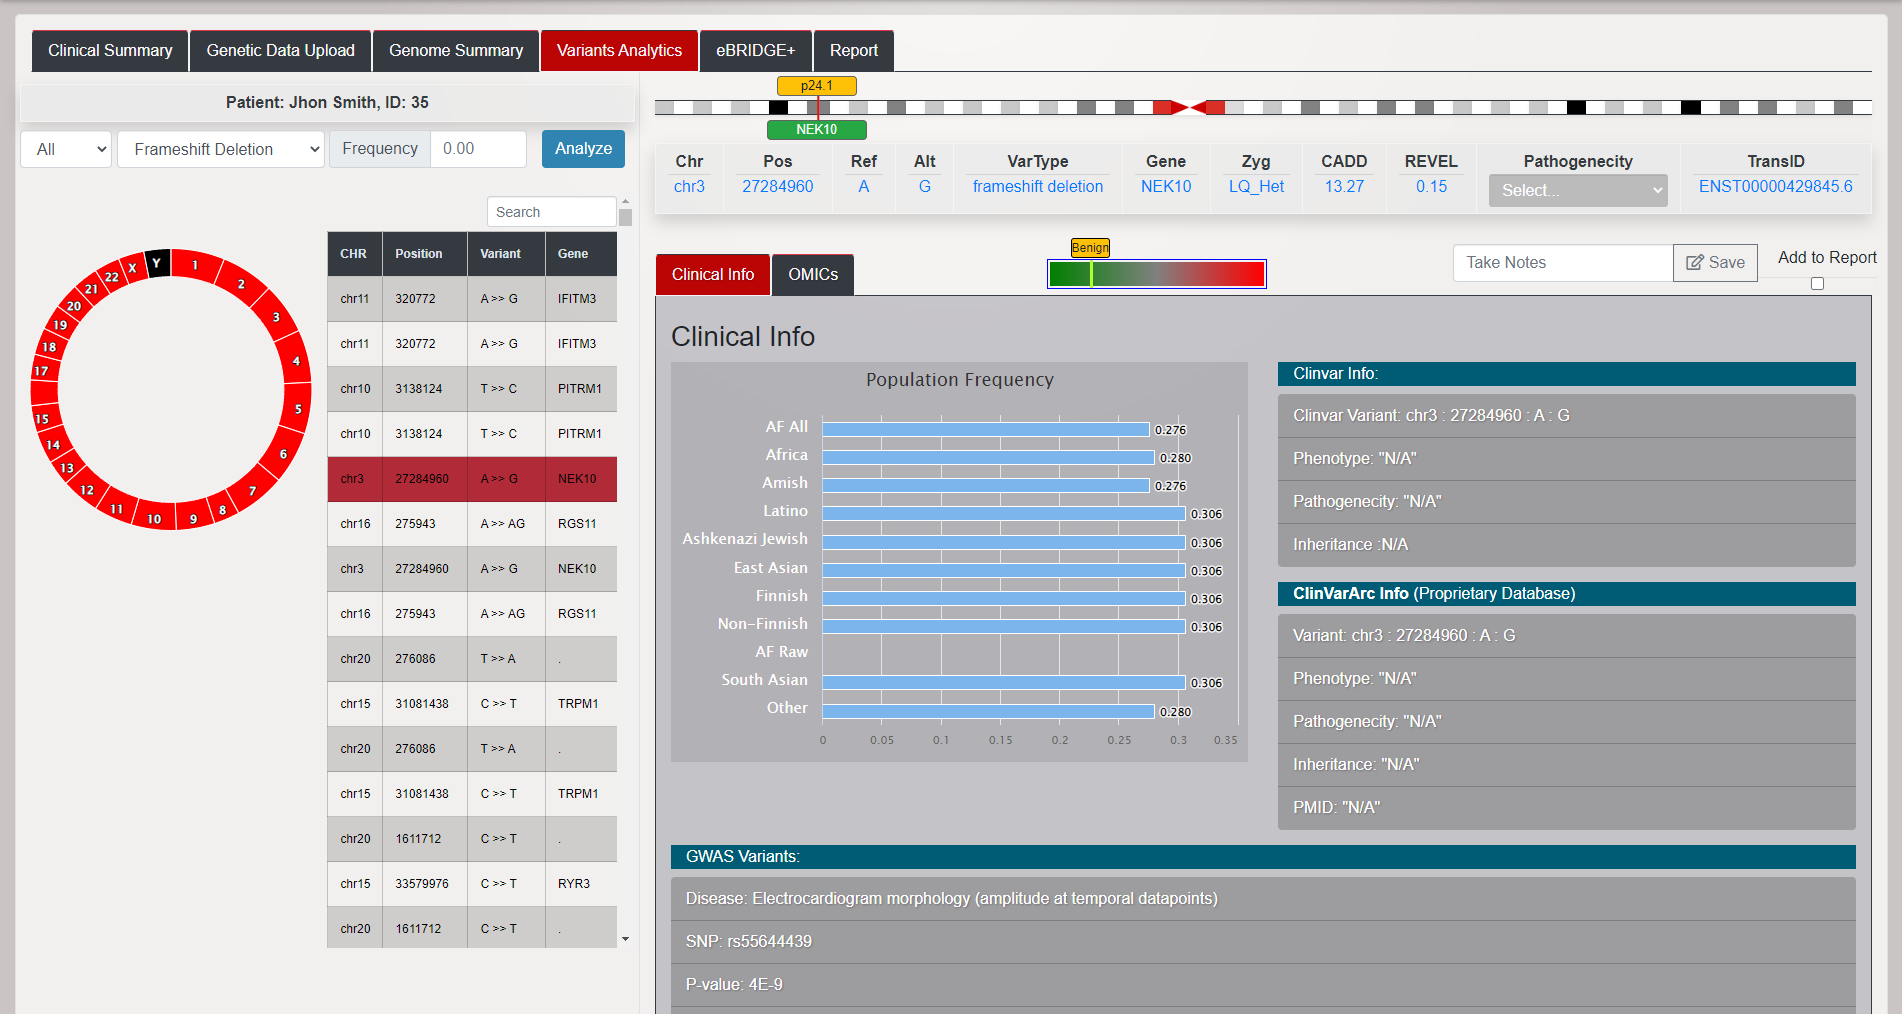 Clinical Summary Genetic Data Upload Genome Summary Variants Analytics eBRIDGE+ Report
Patient: Jhon Smith, ID: 35
All Frameshift Deletion Frequency 0.00 Analyze
Search
CHR Position Variant Gene
chr11 320772 A >> G IFITM3
chr11 320772 A >> G IFITM3
chr10 3138124 T >> C PITRM1
chr10 3138124 T >> C PITRM1
chr3 27284960 A >> G NEK10
chr16 275943 A >> AG RGS11
chr3 27284960 A >> G NEK10
chr16 275943 A >> AG RGS11
chr20 276086 T >> A .
chr15 31081438 C >> T TRPM1
chr20 276086 T >> A .
chr15 31081438 C >> T TRPM1
chr20 1611712 C >> T .
chr15 33579976 C >> T RYR3
chr20 1611712 C >> T .
1
2
3
4
5
6
7
8
9
10
11
12
13
14
15
17
18
19
20
21
22
X
Y
p24.1
NEK10
Chr Pos Ref Alt VarType Gene Zyg CADD REVEL Pathogenecity TransID
chr3 27284960 A G frameshift deletion NEK10 LQ_Het 13.27 0.15 Select... ENST00000429845.6
Clinical Info OMICs
Benign
Take Notes Save Add to Report
Clinical Info
Population Frequency
AF All 0.276
Africa 0.280
Amish 0.276
Latino 0.306
Ashkenazi Jewish 0.306
East Asian 0.306
Finnish 0.306
Non-Finnish 0.306
AF Raw
South Asian 0.306
Other 0.280
0 0.05 0.1 0.15 0.2 0.25 0.3 0.35
Clinvar Info:
Clinvar Variant: chr3 : 27284960 : A : G
Phenotype: "N/A"
Pathogenecity: "N/A"
Inheritance :N/A
ClinVarArc Info (Proprietary Database)
Variant: chr3 : 27284960 : A : G
Phenotype: "N/A"
Pathogenecity: "N/A"
Inheritance: "N/A"
PMID: "N/A"
GWAS Variants:
Disease: Electrocardiogram morphology (amplitude at temporal datapoints)
SNP: rs55644439
P-value: 4E-9